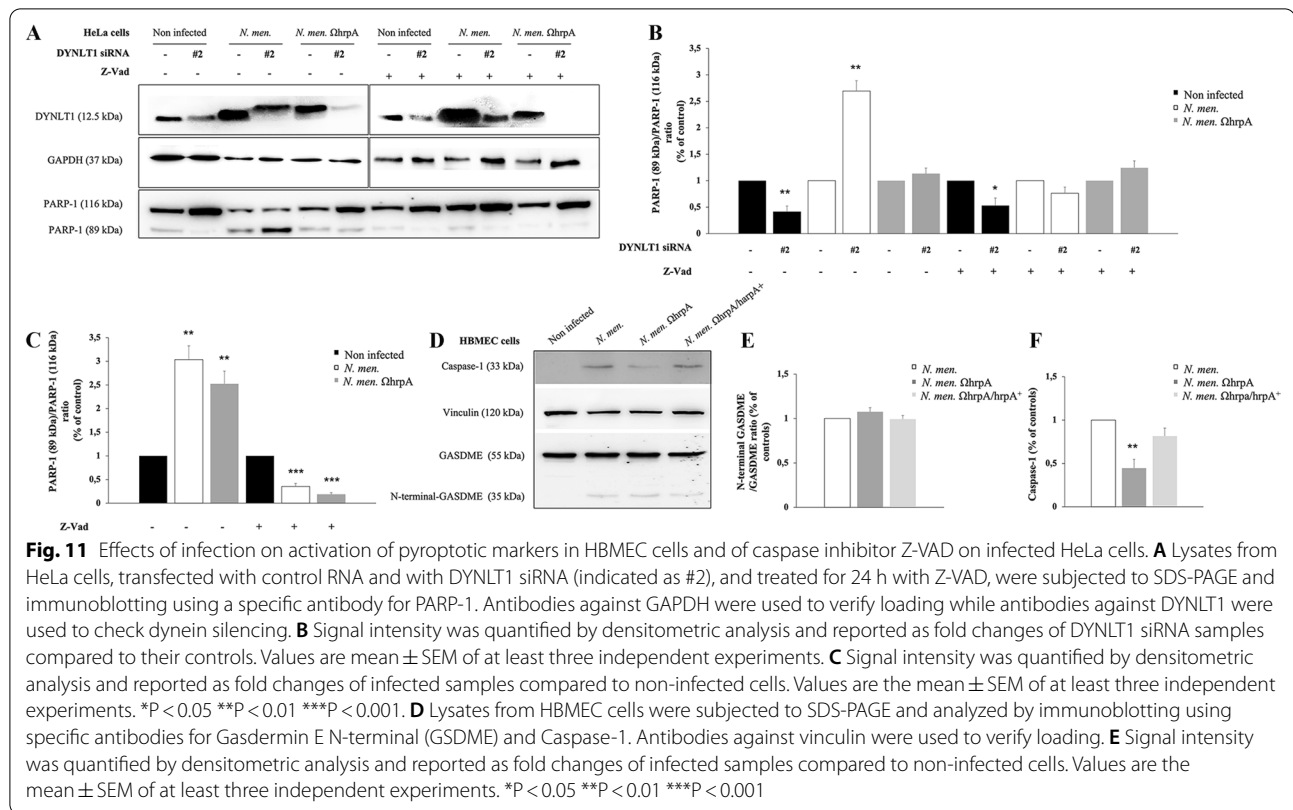 A
HeLa cells Non infected N. men. N. men. ΩhrpA Non infected N. men. N. men. ΩhrpA
DYNLT1 siRNA - #2 - #2 - #2 - #2 - #2 - #2
Z-Vad - - - - - - + + + + + +
DYNLT1 (12.5 kDa)
GAPDH (37 kDa)
PARP-1 (116 kDa)
PARP-1 (89 kDa)
B
PARP-1 (89 kDa)/PARP-1 (116 kDa)
ratio
(% of control)
3,5
3
2,5
2
1,5
1
0,5
0
** ** *
Non infected
N. men.
N. men. ΩhrpA
DYNLT1 siRNA - #2 - #2 - #2 - #2 - #2 - #2
Z-Vad - - - - - - + + + + + +
C
PARP-1 (89 kDa)/PARP-1 (116 kDa)
ratio
(% of control)
3,5
3
2,5
2
1,5
1
0,5
0
** ** *** ***
Non infected
N. men.
N. men. ΩhrpA
Z-Vad - - - + + +
D
HBMEC cells Non infected N. men. N. men. ΩhrpA N. men. ΩhrpA/harpA+
Caspase-1 (33 kDa)
Vinculin (120 kDa)
GASDME (55 kDa)
N-terminal-GASDME (35 kDa)
E
N-terminal GASDME
/GASDME ratio (% of
controls)
1,5
1
0,5
0
N. men.
N. men. ΩhrpA
N. men. ΩhrpA/hrpA+
F
Caspase-1 (% of controls)
1,5
1
0,5
0
**
N. men.
N. men. ΩhrpA
N. men. Ωhrpa/hrpA+
Fig. 11 Effects of infection on activation of pyroptotic markers in HBMEC cells and of caspase inhibitor Z-VAD on infected HeLa cells. A Lysates from
HeLa cells, transfected with control RNA and with DYNLT1 siRNA (indicated as #2), and treated for 24 h with Z-VAD, were subjected to SDS-PAGE and
immunoblotting using a specific antibody for PARP-1. Antibodies against GAPDH were used to verify loading while antibodies against DYNLT1 were
used to check dynein silencing. B Signal intensity was quantified by densitometric analysis and reported as fold changes of DYNLT1 siRNA samples
compared to their controls. Values are mean ± SEM of at least three independent experiments. C Signal intensity was quantified by densitometric
analysis and reported as fold changes of infected samples compared to non-infected cells. Values are the mean ± SEM of at least three independent
experiments. *P < 0.05 **P < 0.01 ***P < 0.001. D Lysates from HBMEC cells were subjected to SDS-PAGE and analyzed by immunoblotting using
specific antibodies for Gasdermin E N-terminal (GSDME) and Caspase-1. Antibodies against vinculin were used to verify loading. E Signal intensity
was quantified by densitometric analysis and reported as fold changes of infected samples compared to non-infected cells. Values are the
mean ± SEM of at least three independent experiments. *P < 0.05 **P < 0.01 ***P < 0.001